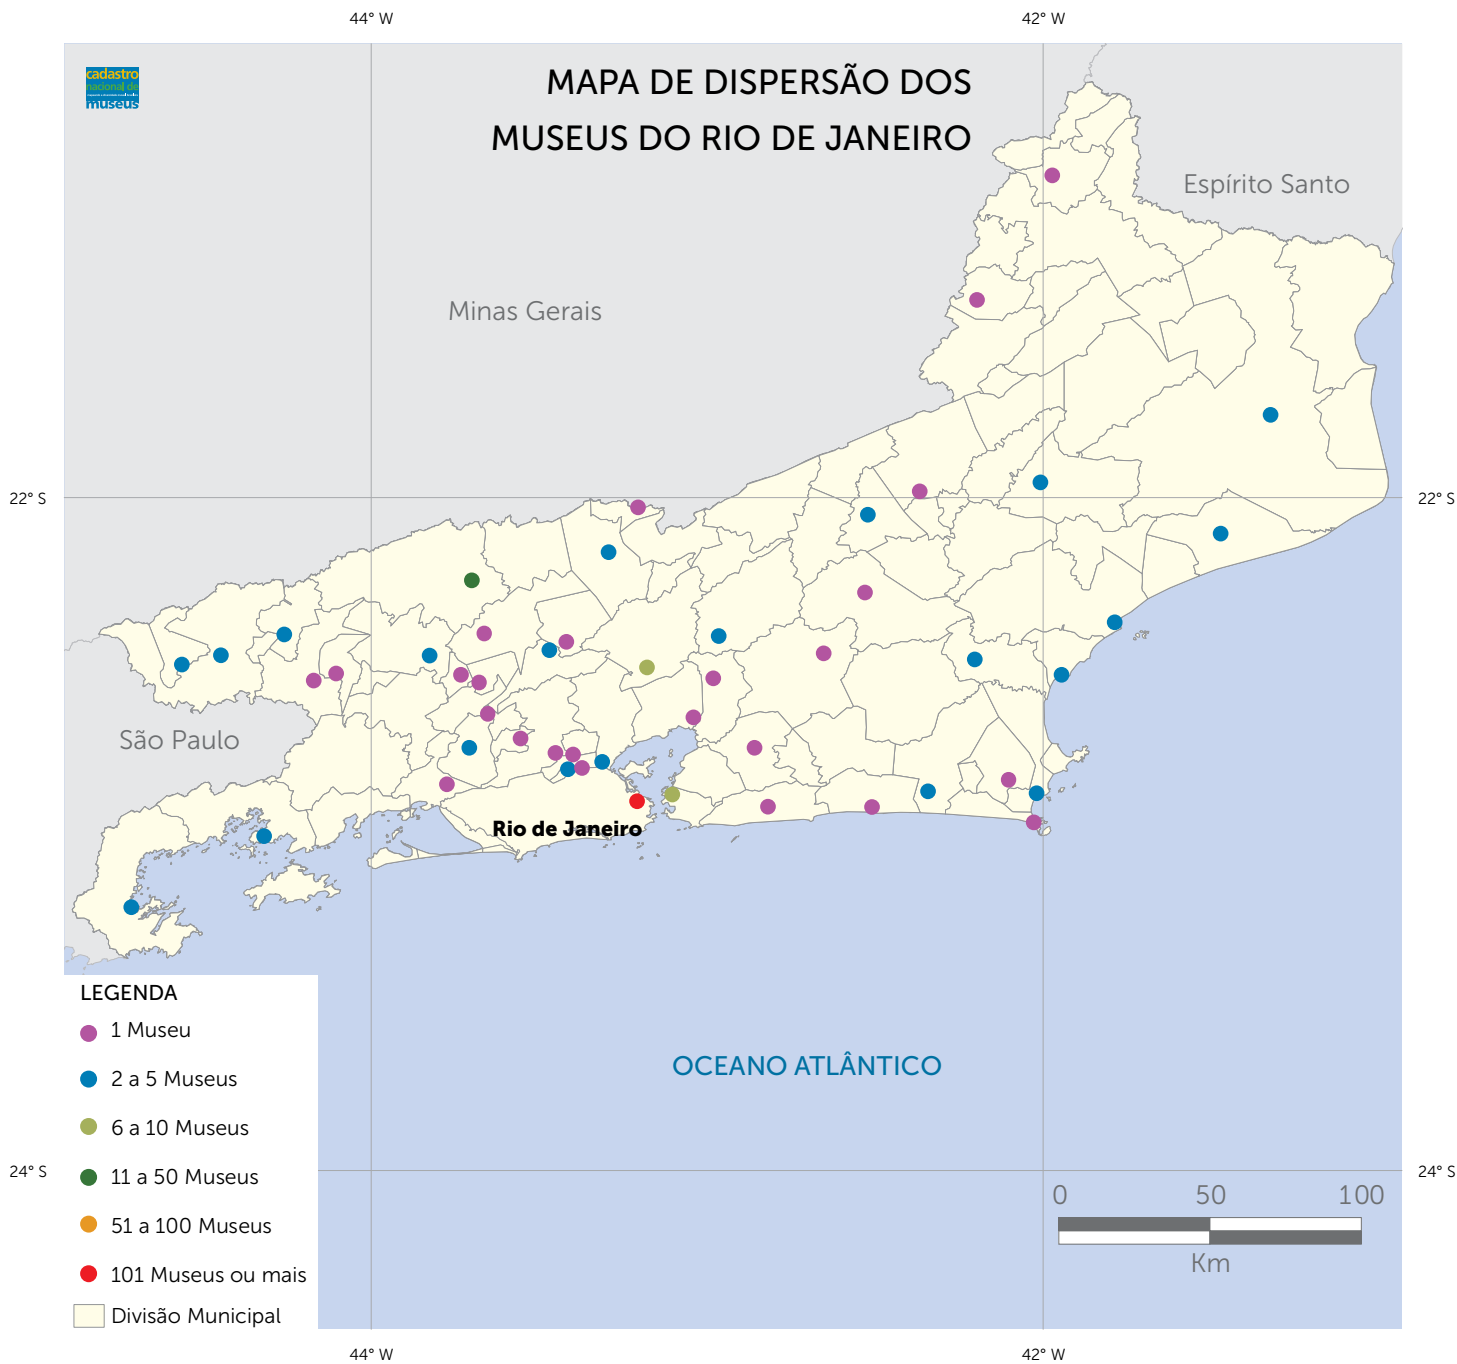 44° W
42° W
cadastro
nacional de
museus
MAPA DE DISPERSÃO DOS
MUSEUS DO RIO DE JANEIRO
Espírito Santo
Minas Gerais
22° S
22° S
São Paulo
Rio de Janeiro
LEGENDA
1 Museu
2 a 5 Museus
6 a 10 Museus
11 a 50 Museus
51 a 100 Museus
101 Museus ou mais
Divisão Municipal
OCEANO ATLÂNTICO
24° S
24° S
0 50 100
Km
44° W
42° W